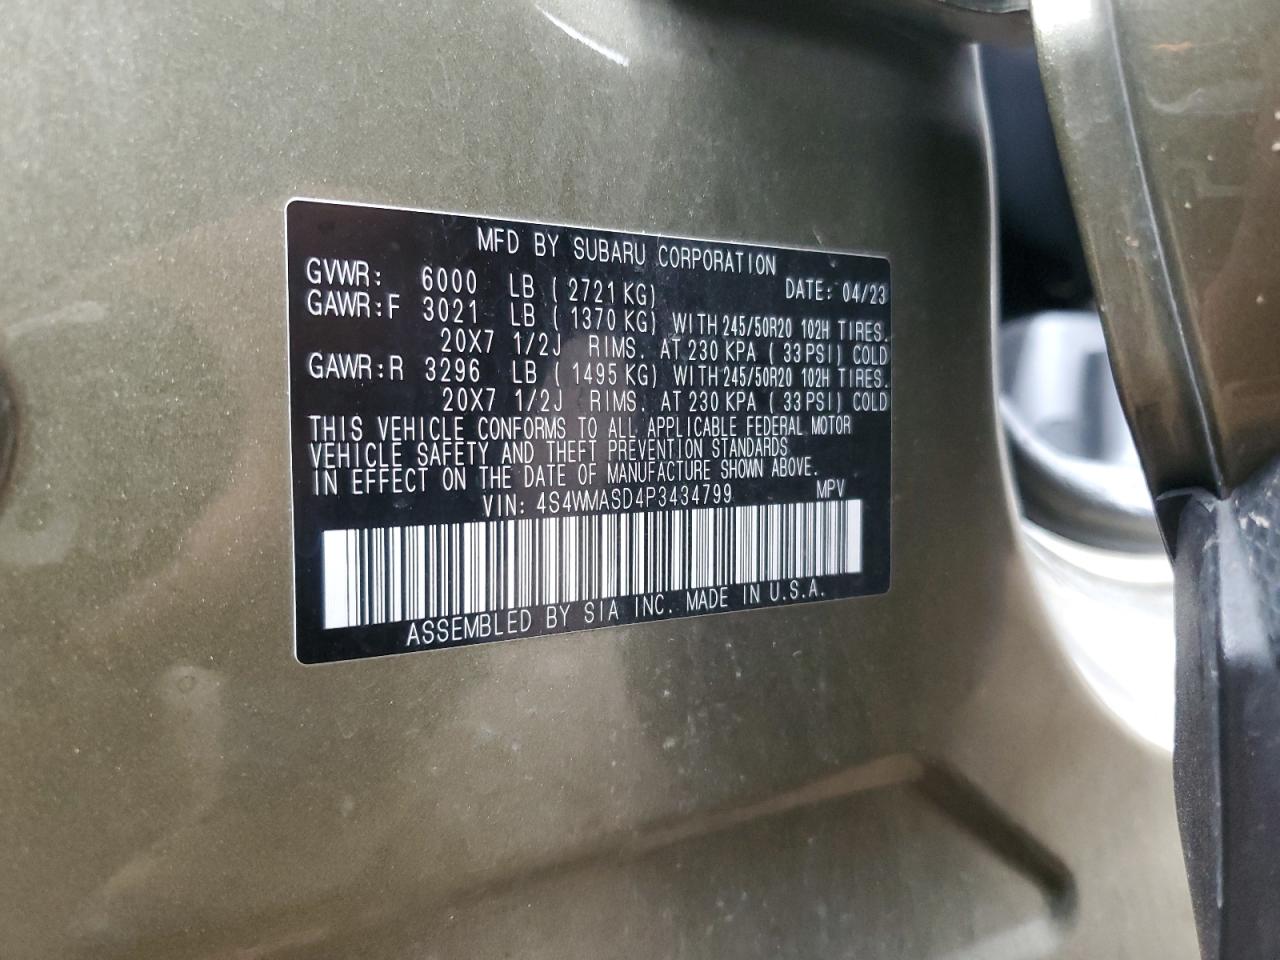 MFD BY SUBARU CORPORATION
GVWR: 6000 LB ( 2721 KG) DATE: 04/23
GAWR:F 3021 LB ( 1370 KG) WITH 245/50R20 102H TIRES.
20X7 1/2J RIMS. AT 230 KPA ( 33 PSI) COLD
GAWR:R 3296 LB ( 1495 KG) WITH 245/50R20 102H TIRES.
20X7 1/2J RIMS. AT 230 KPA ( 33 PSI) COLD
THIS VEHICLE CONFORMS TO ALL APPLICABLE FEDERAL MOTOR
VEHICLE SAFETY AND THEFT PREVENTION STANDARDS
IN EFFECT ON THE DATE OF MANUFACTURE SHOWN ABOVE.
VIN: 4S4WMASD4P3434799 MPV
ASSEMBLED BY SIA INC. MADE IN U.S.A.